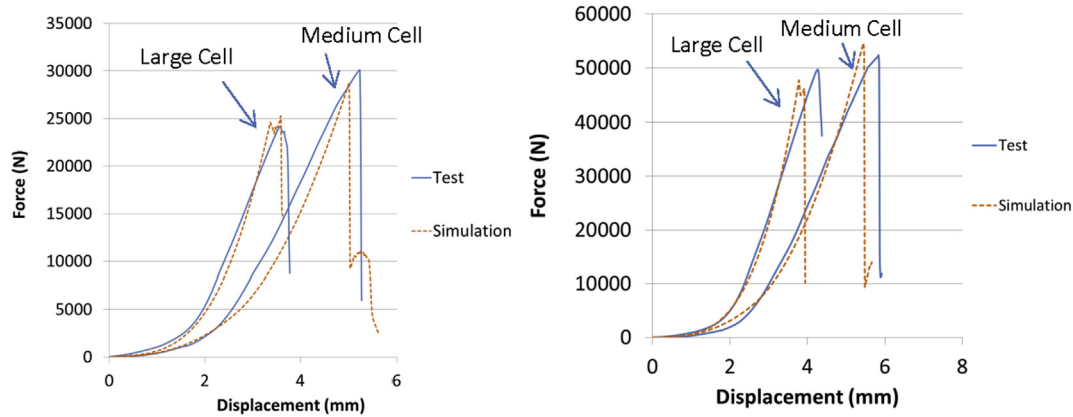 35000
30000
25000
20000
15000
10000
5000
0
Force (N)
0 2 4 6
Displacement (mm)
Large Cell
Medium Cell
Test
Simulation
60000
50000
40000
30000
20000
10000
0
Force (N)
0 2 4 6 8
Displacement (mm)
Large Cell
Medium Cell
Test
Simulation